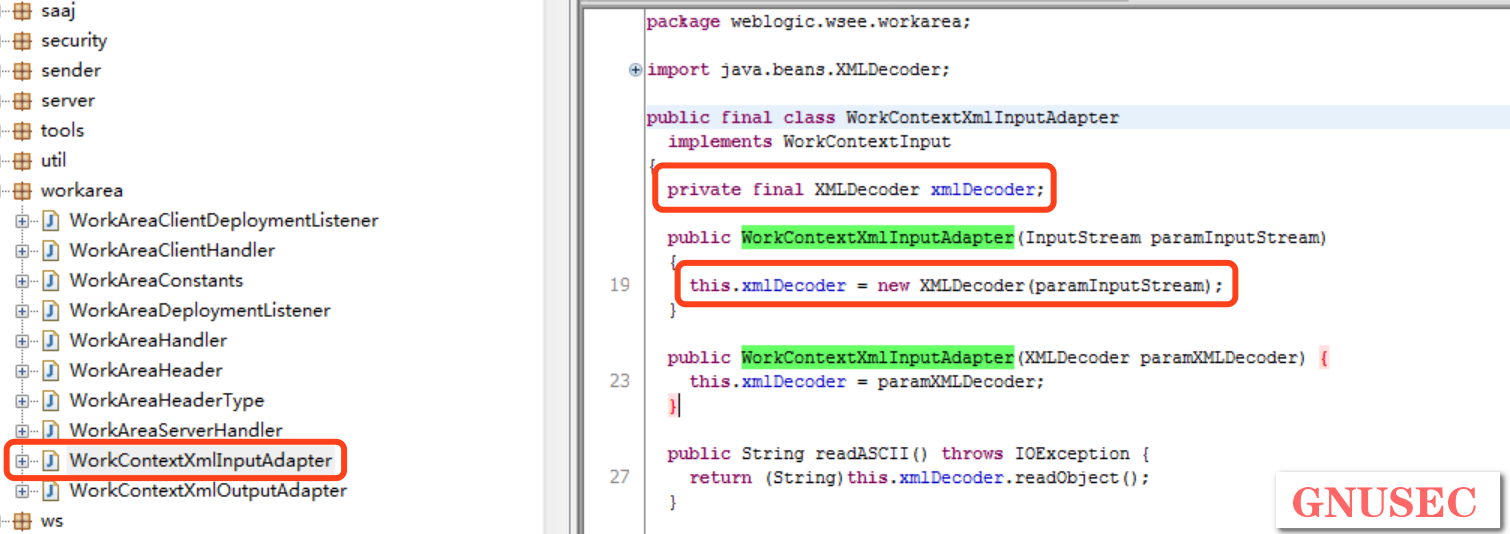 saaj
security
sender
server
tools
util
workarea
WorkAreaClientDeploymentListener
WorkAreaClientHandler
WorkAreaConstants
WorkAreaDeploymentListener
WorkAreaHandler
WorkAreaHeader
WorkAreaHeaderType
WorkAreaServerHandler
WorkContextXmlInputAdapter
WorkContextXmlOutputAdapter
ws
package weblogic.wsee.workarea;
import java.beans.XMLDecoder;
public final class WorkContextXmlInputAdapter
implements WorkContextInput
{
private final XMLDecoder xmlDecoder;
public WorkContextXmlInputAdapter(InputStream paramInputStream)
{
19 this.xmlDecoder = new XMLDecoder(paramInputStream);
}
public WorkContextXmlInputAdapter(XMLDecoder paramXMLDecoder) {
23 this.xmlDecoder = paramXMLDecoder;
}
public String readASCII() throws IOException {
27 return (String)this.xmlDecoder.readObject();
}
GNUSEC